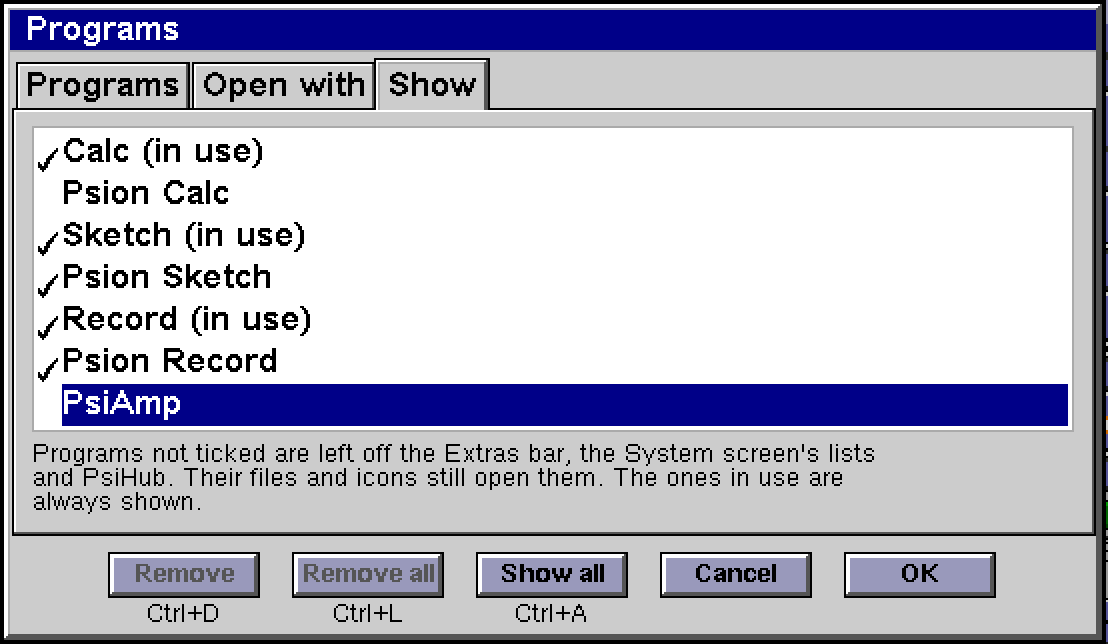 Programs
Programs
Open with
Show
Calc (in use)
Psion Calc
Sketch (in use)
Psion Sketch
Record (in use)
Psion Record
PsiAmp
Programs not ticked are left off the Extras bar, the System screen's lists
and PsiHub. Their files and icons still open them. The ones in use are
always shown.
Remove
Remove all
Show all
Cancel
OK
Ctrl+D
Ctrl+L
Ctrl+A